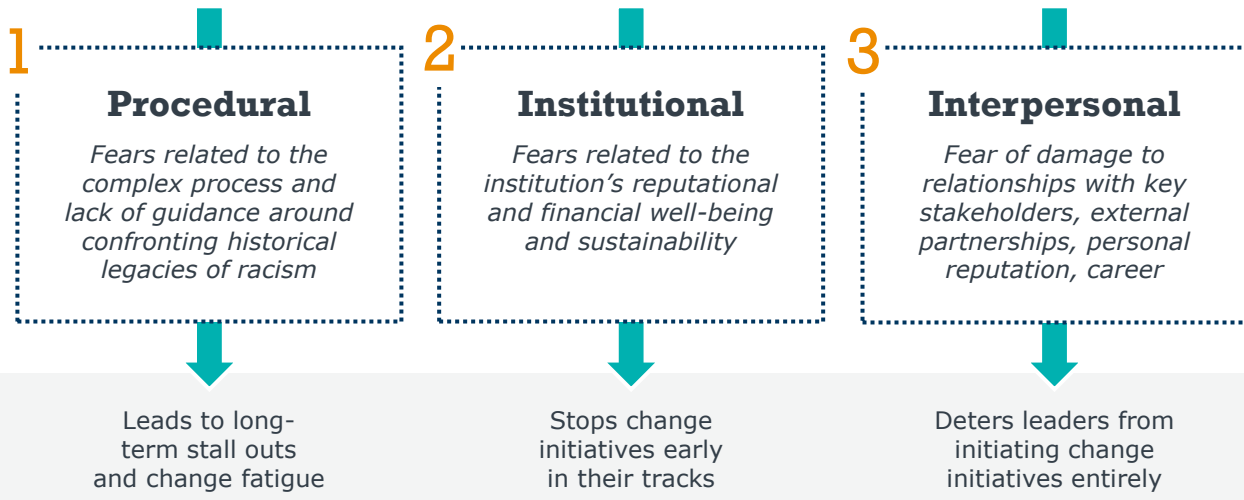 1
Procedural
Fears related to the
complex process and
lack of guidance around
confronting historical
legacies of racism
Leads to long-
term stall outs
and change fatigue
2
Institutional
Fears related to the
institution’s reputational
and financial well-being
and sustainability
Stops change
initiatives early
in their tracks
3
Interpersonal
Fear of damage to
relationships with key
stakeholders, external
partnerships, personal
reputation, career
Deters leaders from
initiating change
initiatives entirely